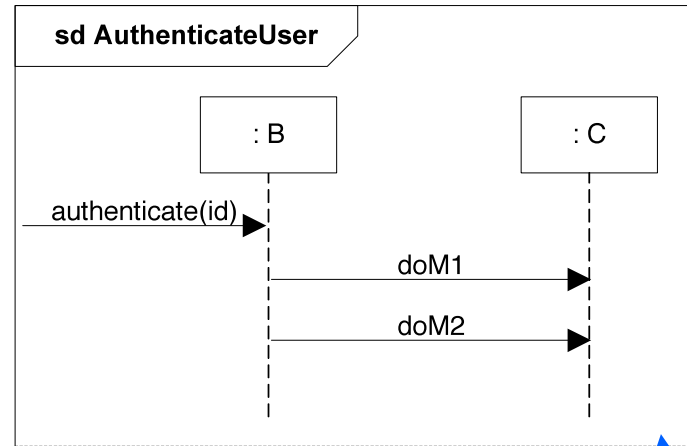 sd AuthenticateUser
: B
: C
authenticate(id)
doM1
doM2